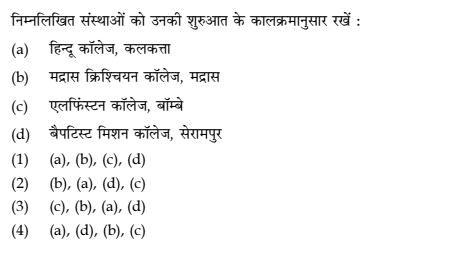 निम्नलिखित संस्थाओं को उनकी शुरुआत के कालक्रमानुसार रखें :
(a) हिन्दू कॉलेज, कलकत्ता
(b) मद्रास क्रिश्चियन कॉलेज, मद्रास
(c) एलफिंस्टन कॉलेज, बॉम्बे
(d) बैपटिस्ट मिशन कॉलेज, सेरामपुर
(1) (a), (b), (c), (d)
(2) (b), (a), (d), (c)
(3) (c), (b), (a), (d)
(4) (a), (d), (b), (c)